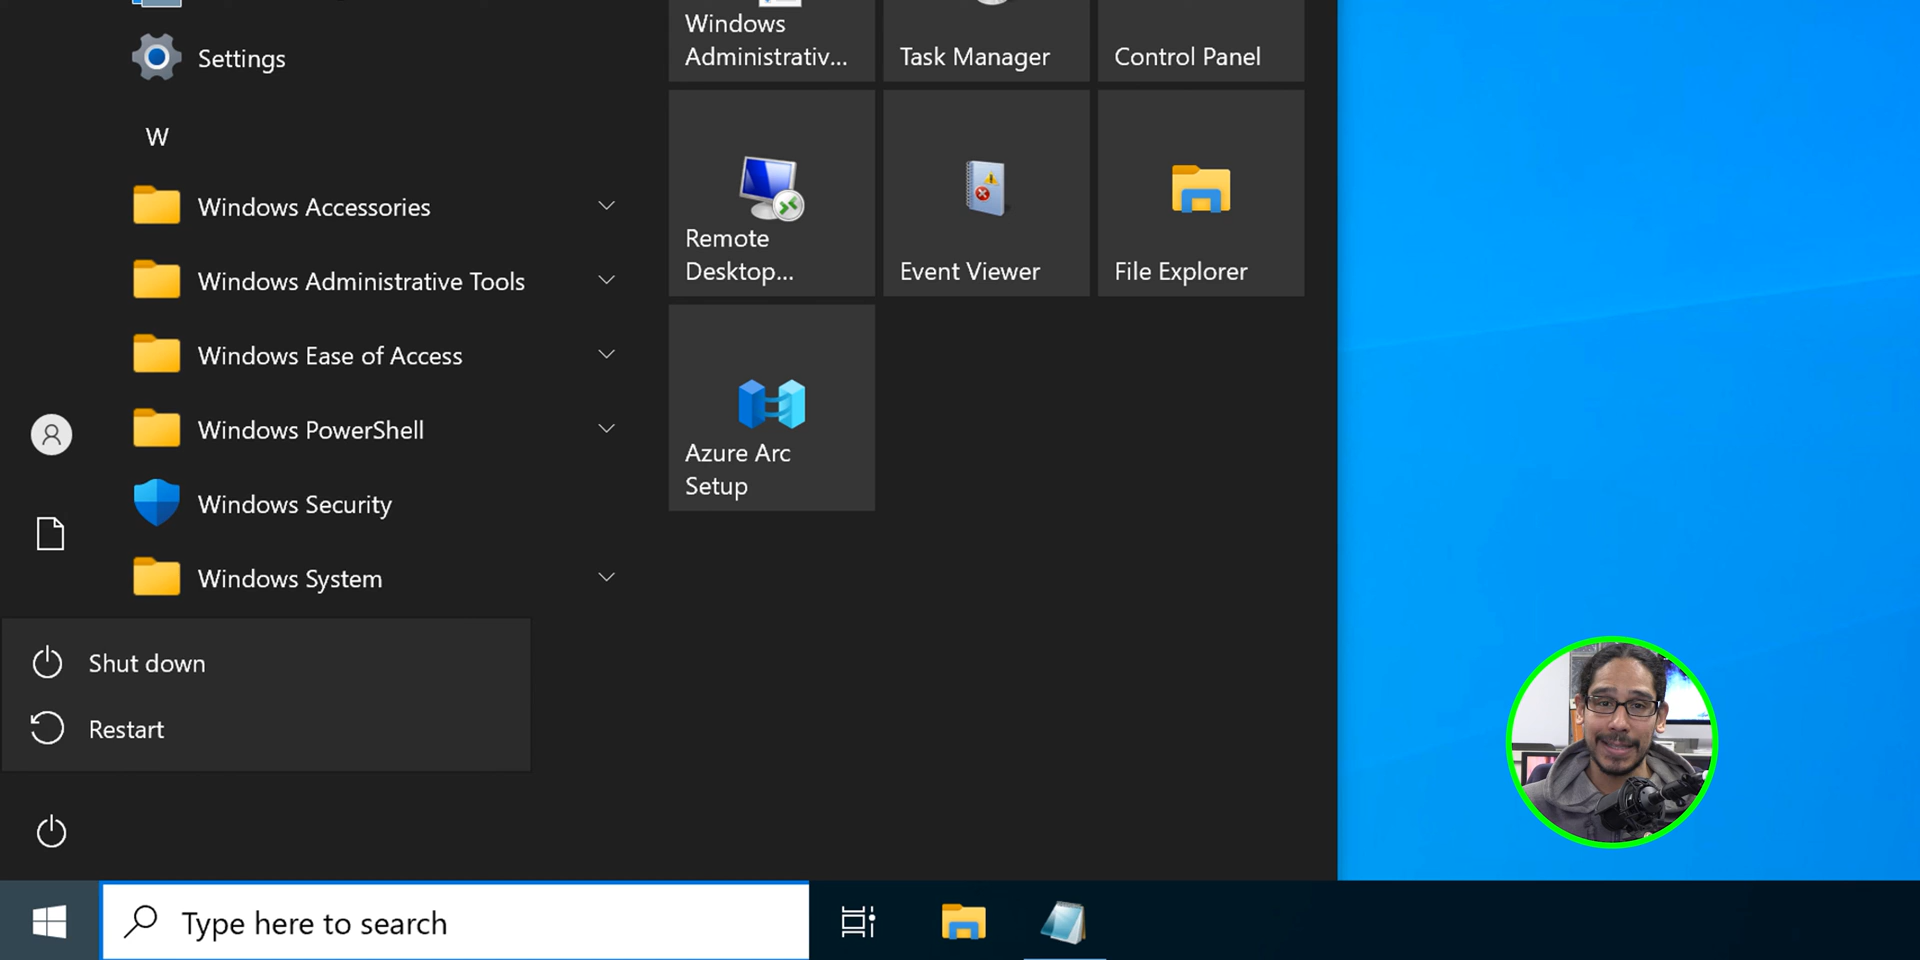 Settings
W
Windows Accessories
Windows Administrative Tools
Windows Ease of Access
Windows PowerShell
Windows Security
Windows System
Shut down
Restart
Windows
Administrativ...
Task Manager
Control Panel
Remote
Desktop...
Event Viewer
File Explorer
Azure Arc
Setup
Type here to search